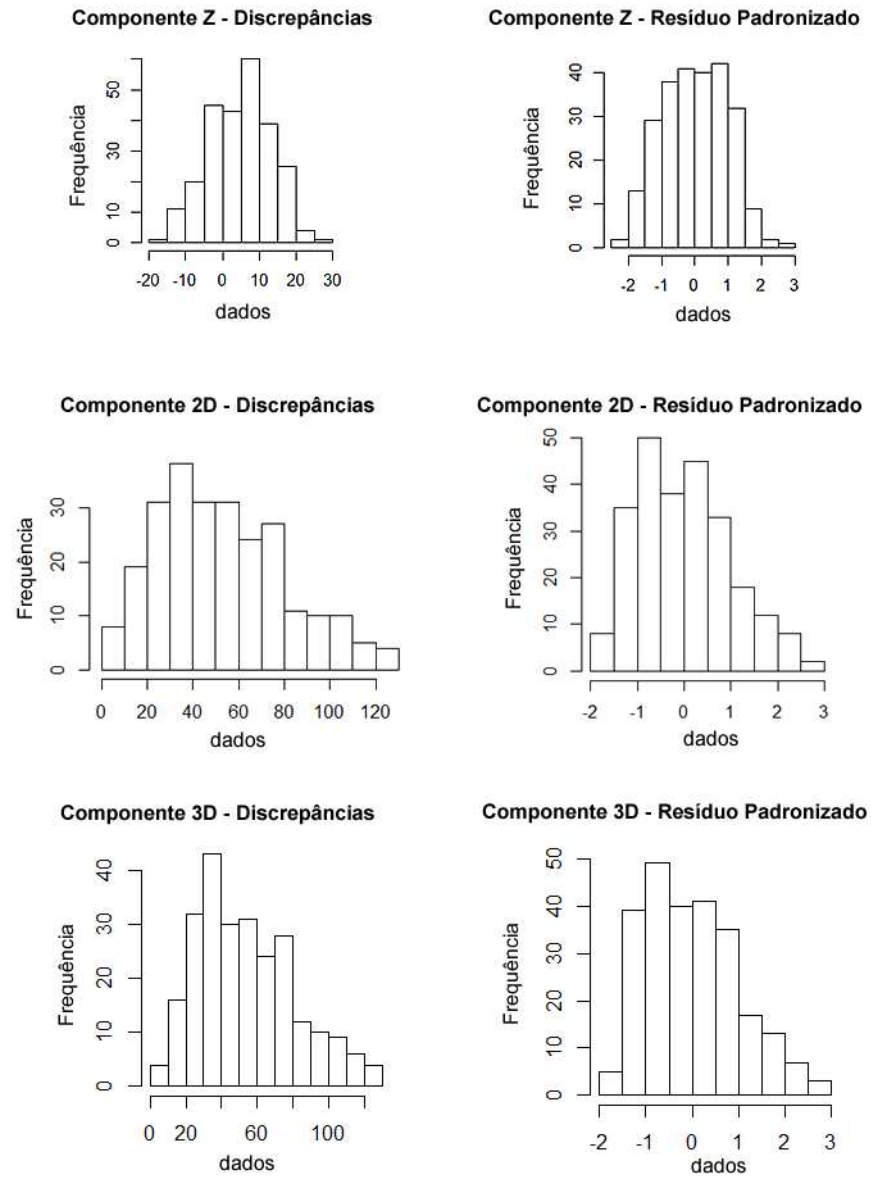 Componente Z - Discrepâncias
Frequência
0 10 30 50
-20 -10 0 10 20 30
dados
Componente Z - Resíduo Padronizado
Frequência
0 10 20 30 40
-2 -1 0 1 2 3
dados
Componente 2D - Discrepâncias
Frequência
0 10 20 30
0 20 40 60 80 100 120
dados
Componente 2D - Resíduo Padronizado
Frequência
0 10 20 30 40 50
-2 -1 0 1 2 3
dados
Componente 3D - Discrepâncias
Frequência
0 10 20 30 40
0 20 60 100
dados
Componente 3D - Resíduo Padronizado
Frequência
0 10 20 30 40 50
-2 -1 0 1 2 3
dados